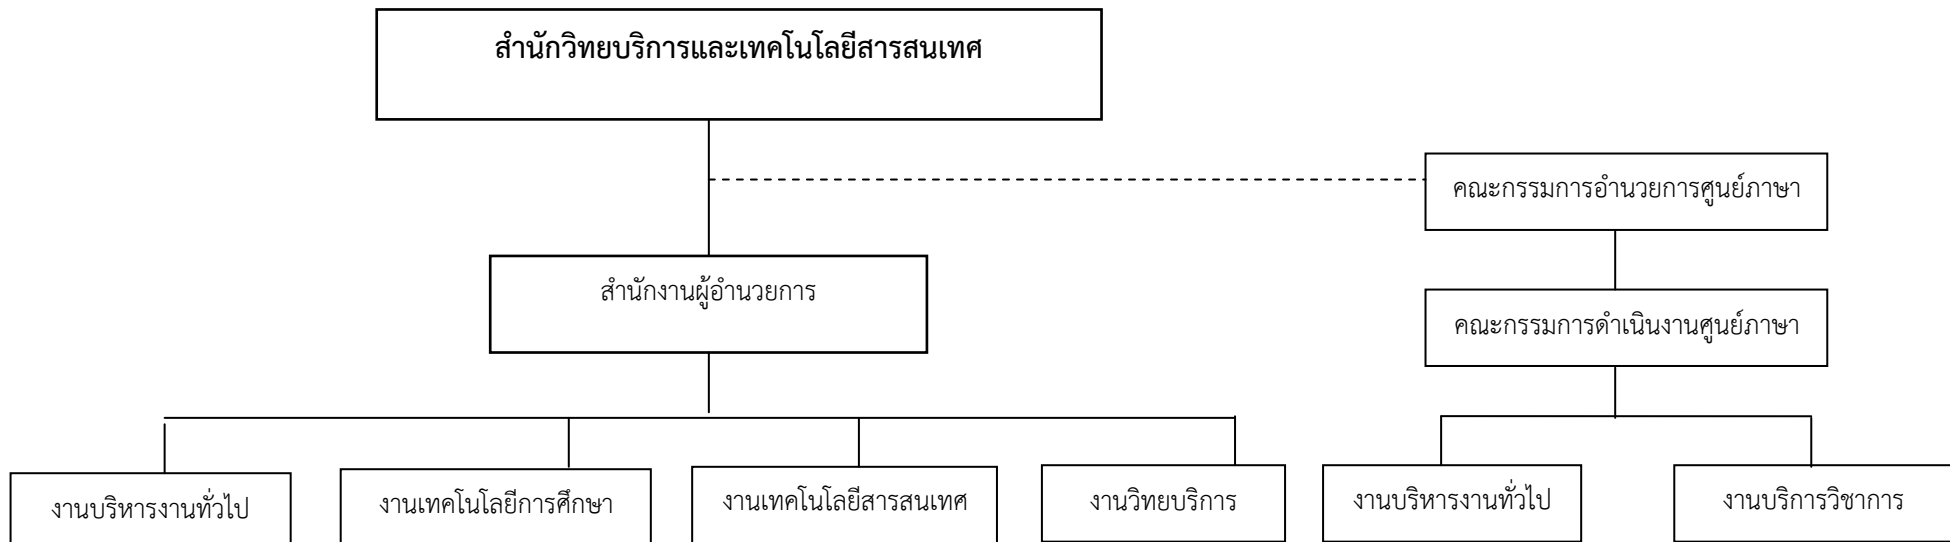 สำนักวิทยบริการและเทคโนโลยีสารสนเทศ
คณะกรรมการอำนวยการศูนย์ภาษา
สำนักงานผู้อำนวยการ
คณะกรรมการดำเนินงานศูนย์ภาษา
งานบริหารงานทั่วไป
งานเทคโนโลยีการศึกษา
งานเทคโนโลยีสารสนเทศ
งานวิทยบริการ
งานบริหารงานทั่วไป
งานบริการวิชาการ